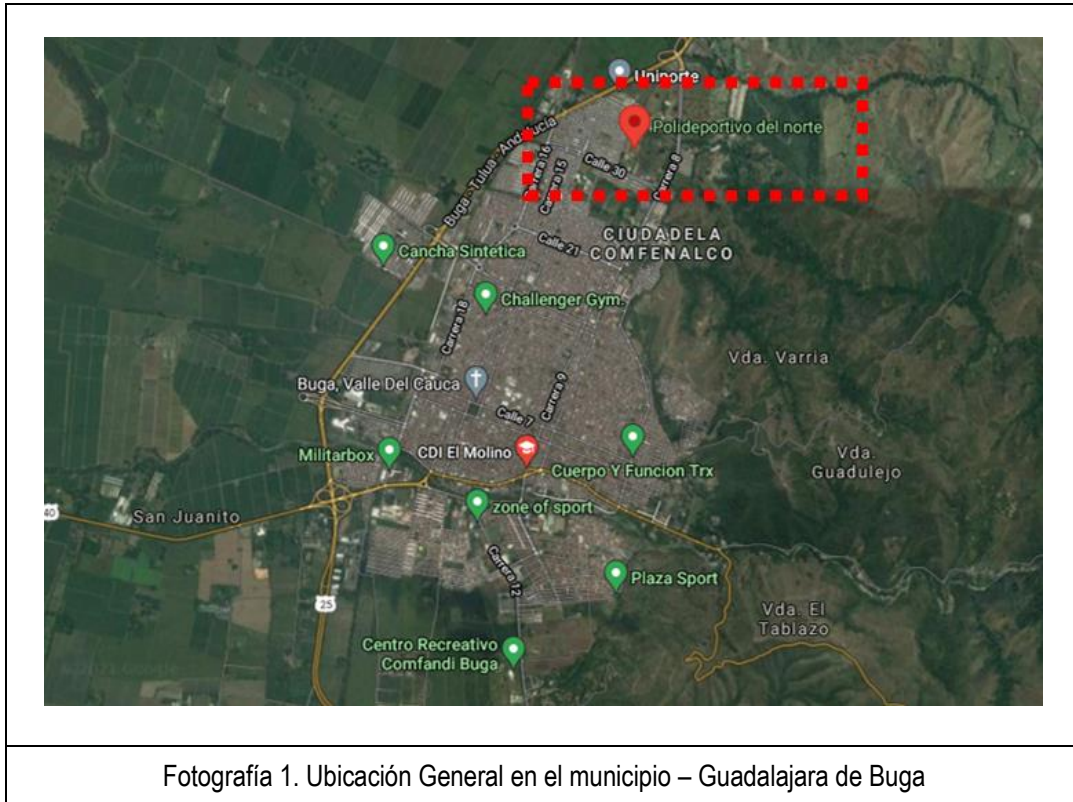 Uniporte
Polideportivo del norte
Buga - Tulua - Andalucía
Carrera 16
Carrera 15
Calle 30
Carrera 8
CIUDADELA
COMFENALCO
Calle 21
Cancha Sintetica
Challenger Gym.
Carrera 18
Vda. Varria
Buga, Valle Del Cauca
Carrera 9
Calle 7
Militarbox
CDI El Molino
Cuerpo Y Funcion Trx
Vda.
Guadulejo
zone of sport
40
San Juanito
Carrera 12
Plaza Sport
25
Vda. El
Tablazo
Centro Recreativo
Comfandi Buga
Fotografía 1. Ubicación General en el municipio – Guadalajara de Buga